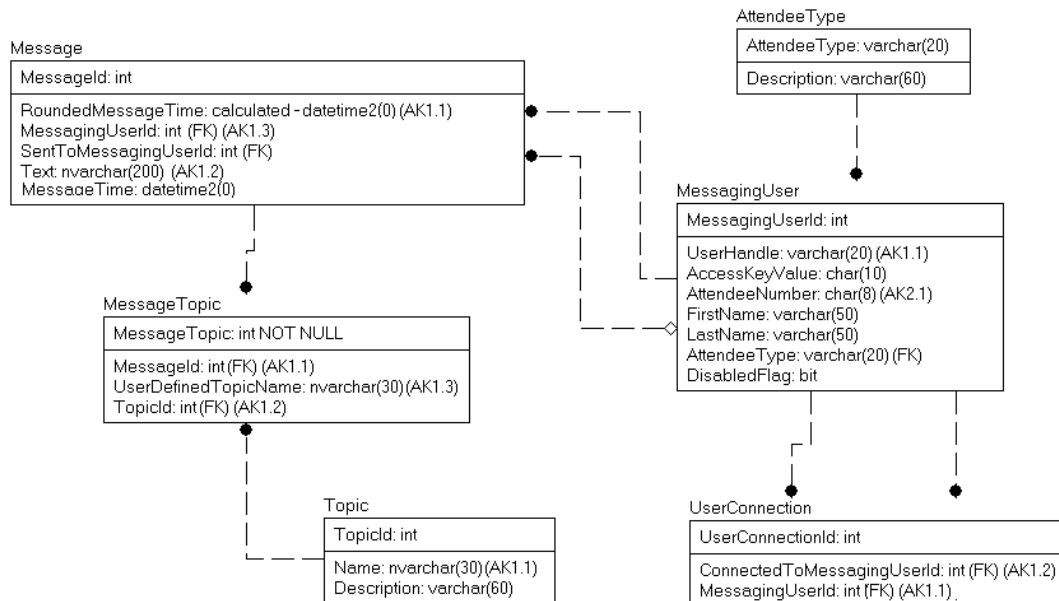 AttendeeType
AttendeeType: varchar(20)
Description: varchar(60)
Message
MessageId: int
RoundedMessageTime: calculated - datetime2(0) (AK1.1)
MessagingUserId: int (FK) (AK1.3)
SentToMessagingUserId: int (FK)
Text: nvarchar(200) (AK1.2)
MessageTime: datetime2(0)
MessagingUser
MessagingUserId: int
UserHandle: varchar(20) (AK1.1)
AccessKeyValue: char(10)
AttendeeNumber: char(8) (AK2.1)
FirstName: varchar(50)
LastName: varchar(50)
AttendeeType: varchar(20) (FK)
DisabledFlag: bit
MessageTopic
MessageTopic: int NOT NULL
MessageId: int (FK) (AK1.1)
UserDefinedTopicName: nvarchar(30) (AK1.3)
TopicId: int (FK) (AK1.2)
Topic
TopicId: int
Name: nvarchar(30) (AK1.1)
Description: varchar(60)
UserConnection
UserConnectionId: int
ConnectedToMessagingUserId: int (FK) (AK1.2)
MessagingUserId: int (FK) (AK1.1)